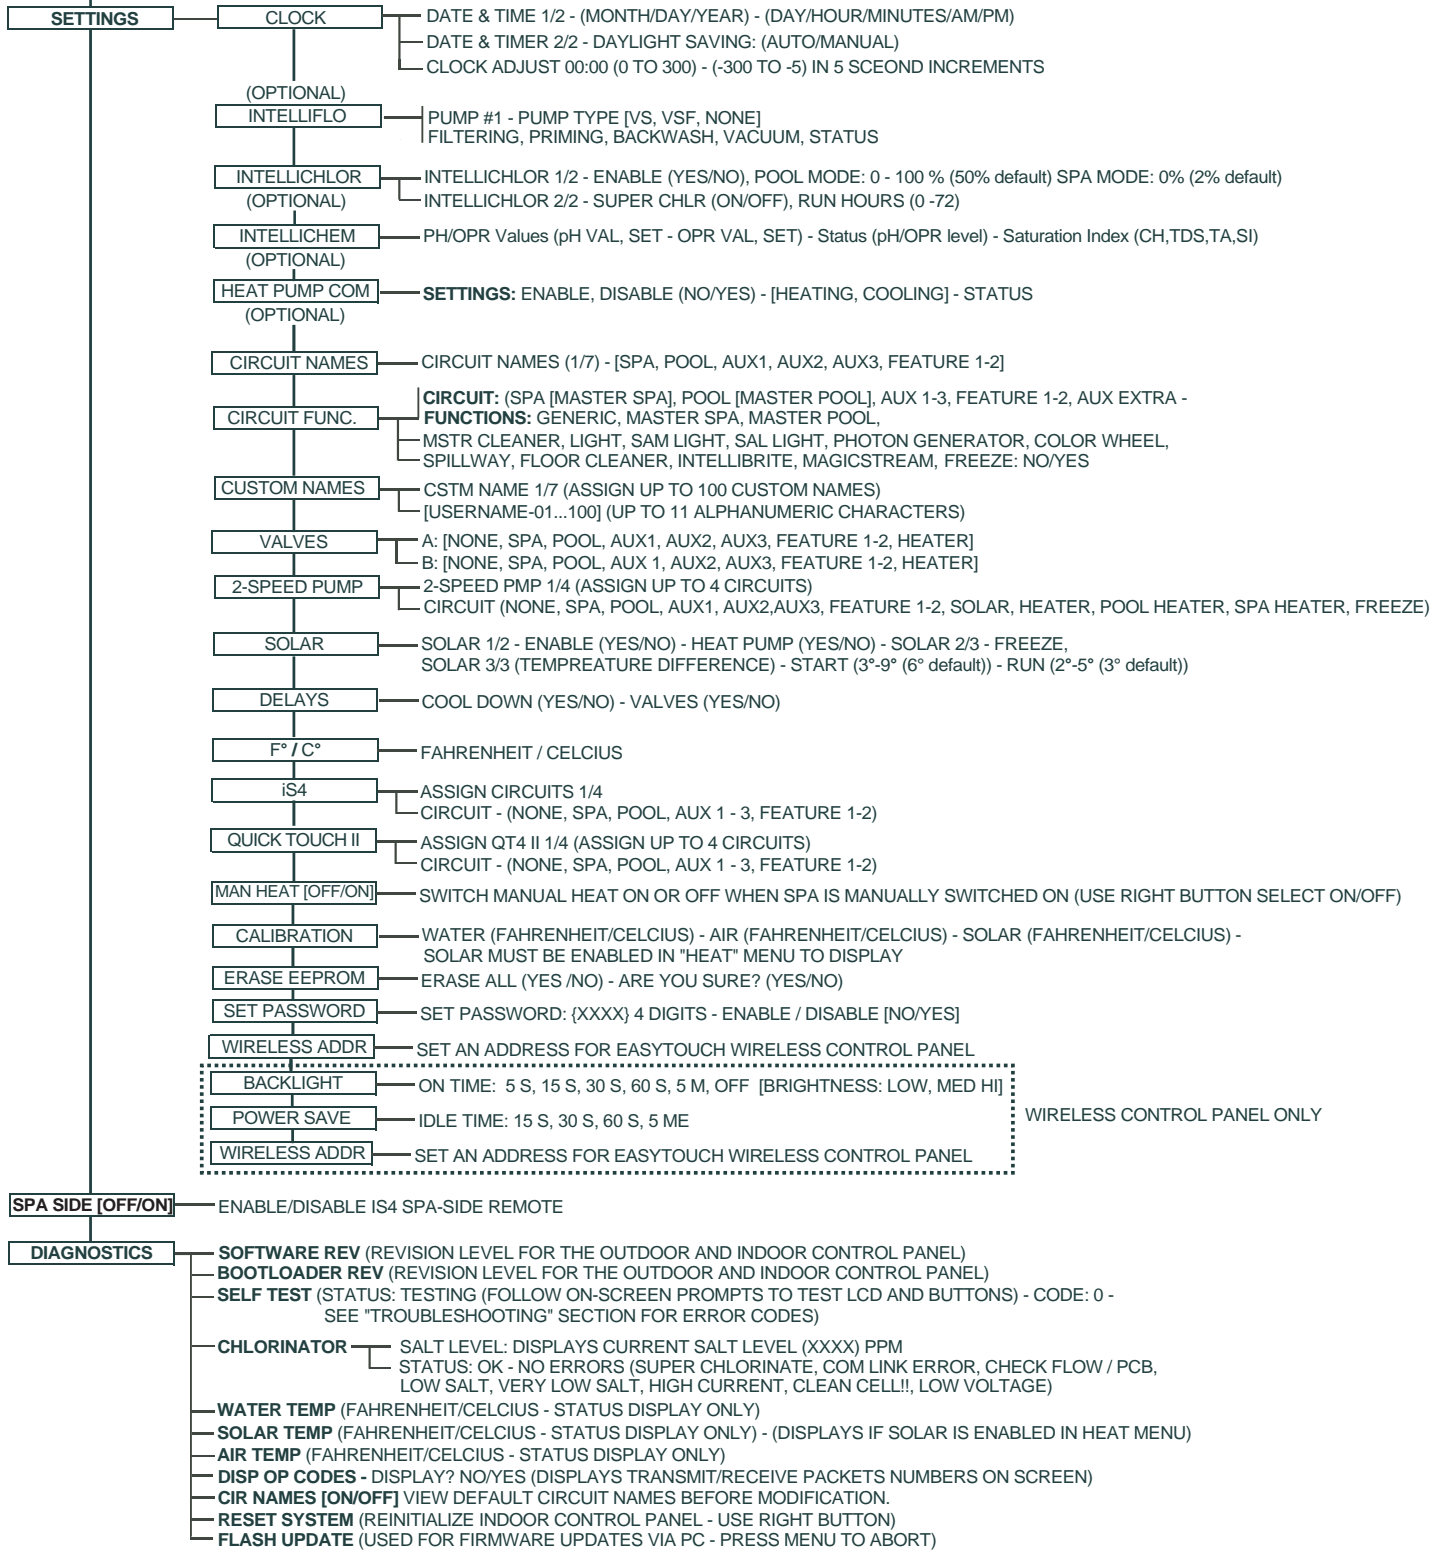 SETTINGS
CLOCK
DATE & TIME 1/2 - (MONTH/DAY/YEAR) - (DAY/HOUR/MINUTES/AM/PM)
DATE & TIMER 2/2 - DAYLIGHT SAVING: (AUTO/MANUAL)
CLOCK ADJUST 00:00 (0 TO 300) - (-300 TO -5) IN 5 SCEOND INCREMENTS
(OPTIONAL)
INTELLIFLO
PUMP #1 - PUMP TYPE [VS, VSF, NONE]
FILTERING, PRIMING, BACKWASH, VACUUM, STATUS
INTELLICHLOR
INTELLICHLOR 1/2 - ENABLE (YES/NO), POOL MODE: 0 - 100 % (50% default) SPA MODE: 0% (2% default)
(OPTIONAL)
INTELLICHLOR 2/2 - SUPER CHLR (ON/OFF), RUN HOURS (0 -72)
INTELLICHEM
PH/OPR Values (pH VAL, SET - OPR VAL, SET) - Status (pH/OPR level) - Saturation Index (CH,TDS,TA,SI)
(OPTIONAL)
HEAT PUMP COM
SETTINGS: ENABLE, DISABLE (NO/YES) - [HEATING, COOLING] - STATUS
(OPTIONAL)
CIRCUIT NAMES
CIRCUIT NAMES (1/7) - [SPA, POOL, AUX1, AUX2, AUX3, FEATURE 1-2]
CIRCUIT FUNC.
CIRCUIT: (SPA [MASTER SPA], POOL [MASTER POOL], AUX 1-3, FEATURE 1-2, AUX EXTRA -
FUNCTIONS: GENERIC, MASTER SPA, MASTER POOL,
MSTR CLEANER, LIGHT, SAM LIGHT, SAL LIGHT, PHOTON GENERATOR, COLOR WHEEL,
SPILLWAY, FLOOR CLEANER, INTELLIBRITE, MAGICSTREAM, FREEZE: NO/YES
CUSTOM NAMES
CSTM NAME 1/7 (ASSIGN UP TO 100 CUSTOM NAMES)
[USERNAME-01...100] (UP TO 11 ALPHANUMERIC CHARACTERS)
VALVES
A: [NONE, SPA, POOL, AUX1, AUX2, AUX3, FEATURE 1-2, HEATER]
B: [NONE, SPA, POOL, AUX 1, AUX2, AUX3, FEATURE 1-2, HEATER]
2-SPEED PUMP
2-SPEED PMP 1/4 (ASSIGN UP TO 4 CIRCUITS)
CIRCUIT (NONE, SPA, POOL, AUX1, AUX2,AUX3, FEATURE 1-2, SOLAR, HEATER, POOL HEATER, SPA HEATER, FREEZE)
SOLAR
SOLAR 1/2 - ENABLE (YES/NO) - HEAT PUMP (YES/NO) - SOLAR 2/3 - FREEZE,
SOLAR 3/3 (TEMPREATURE DIFFERENCE) - START (3°-9° (6° default)) - RUN (2°-5° (3° default))
DELAYS
COOL DOWN (YES/NO) - VALVES (YES/NO)
F° / C°
FAHRENHEIT / CELCIUS
iS4
ASSIGN CIRCUITS 1/4
CIRCUIT - (NONE, SPA, POOL, AUX 1 - 3, FEATURE 1-2)
QUICK TOUCH II
ASSIGN QT4 II 1/4 (ASSIGN UP TO 4 CIRCUITS)
CIRCUIT - (NONE, SPA, POOL, AUX 1 - 3, FEATURE 1-2)
MAN HEAT [OFF/ON]
SWITCH MANUAL HEAT ON OR OFF WHEN SPA IS MANUALLY SWITCHED ON (USE RIGHT BUTTON SELECT ON/OFF)
CALIBRATION
WATER (FAHRENHEIT/CELCIUS) - AIR (FAHRENHEIT/CELCIUS) - SOLAR (FAHRENHEIT/CELCIUS) -
SOLAR MUST BE ENABLED IN "HEAT" MENU TO DISPLAY
ERASE EEPROM
ERASE ALL (YES /NO) - ARE YOU SURE? (YES/NO)
SET PASSWORD
SET PASSWORD: {XXXX} 4 DIGITS - ENABLE / DISABLE [NO/YES]
WIRELESS ADDR
SET AN ADDRESS FOR EASYTOUCH WIRELESS CONTROL PANEL
BACKLIGHT
ON TIME: 5 S, 15 S, 30 S, 60 S, 5 M, OFF [BRIGHTNESS: LOW, MED HI]
POWER SAVE
IDLE TIME: 15 S, 30 S, 60 S, 5 ME
WIRELESS CONTROL PANEL ONLY
WIRELESS ADDR
SET AN ADDRESS FOR EASYTOUCH WIRELESS CONTROL PANEL
SPA SIDE [OFF/ON]
ENABLE/DISABLE IS4 SPA-SIDE REMOTE
DIAGNOSTICS
SOFTWARE REV (REVISION LEVEL FOR THE OUTDOOR AND INDOOR CONTROL PANEL)
BOOTLOADER REV (REVISION LEVEL FOR THE OUTDOOR AND INDOOR CONTROL PANEL)
SELF TEST (STATUS: TESTING (FOLLOW ON-SCREEN PROMPTS TO TEST LCD AND BUTTONS) - CODE: 0 -
SEE "TROUBLESHOOTING" SECTION FOR ERROR CODES)
CHLORINATOR
SALT LEVEL: DISPLAYS CURRENT SALT LEVEL (XXXX) PPM
STATUS: OK - NO ERRORS (SUPER CHLORINATE, COM LINK ERROR, CHECK FLOW / PCB,
LOW SALT, VERY LOW SALT, HIGH CURRENT, CLEAN CELL!!, LOW VOLTAGE)
WATER TEMP (FAHRENHEIT/CELCIUS - STATUS DISPLAY ONLY)
SOLAR TEMP (FAHRENHEIT/CELCIUS - STATUS DISPLAY ONLY) - (DISPLAYS IF SOLAR IS ENABLED IN HEAT MENU)
AIR TEMP (FAHRENHEIT/CELCIUS - STATUS DISPLAY ONLY)
DISP OP CODES - DISPLAY? NO/YES (DISPLAYS TRANSMIT/RECEIVE PACKETS NUMBERS ON SCREEN)
CIR NAMES [ON/OFF] VIEW DEFAULT CIRCUIT NAMES BEFORE MODIFICATION.
RESET SYSTEM (REINITIALIZE INDOOR CONTROL PANEL - USE RIGHT BUTTON)
FLASH UPDATE (USED FOR FIRMWARE UPDATES VIA PC - PRESS MENU TO ABORT)